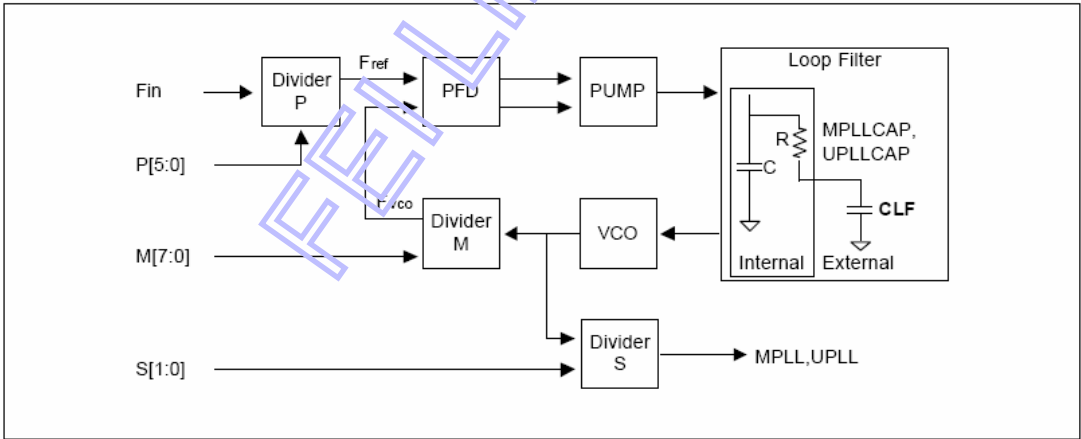 Loop Filter
Fin
Divider
P
Fref
PFD
PUMP
P[5:0]
R
MPLLCAP,
UPLLCAP
C
CLF
Internal
External
Divider
M
VCO
M[7:0]
Divider
S
S[1:0]
MPLL,UPLL